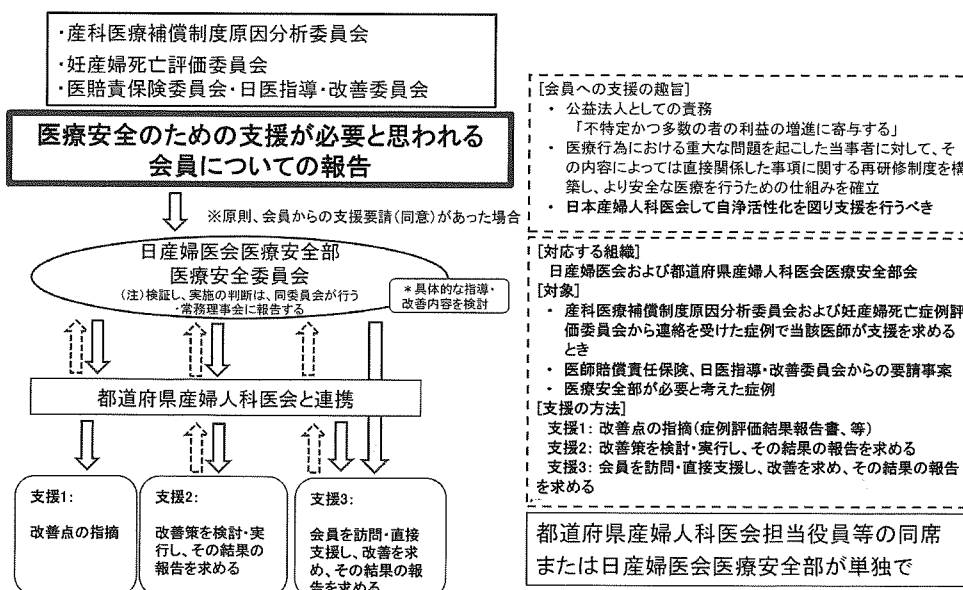 ・産科医療補償制度原因分析委員会
・妊産婦死亡評価委員会
・医賠責保険委員会・日医指導・改善委員会
医療安全のための支援が必要と思われる
会員についての報告
※原則、会員からの支援要請(同意)があった場合
日産婦医会医療安全部
医療安全委員会
(注)検証し、実施の判断は、同委員会が行う
・常務理事会に報告する
*具体的な指導・
改善内容を検討
都道府県産婦人科医会と連携
支援1:
改善点の指摘
支援2:
改善策を検討・実
行し、その結果の
報告を求める
支援3:
会員を訪問・直接
支援し、改善を求
め、その結果の報
告を求める
[会員への支援の趣旨]
・ 公益法人としての責務
「不特定かつ多数の者の利益の増進に寄与する」
・ 医療行為における重大な問題を起こした当事者に対して、そ
の内容によっては直接関係した事項に関する再研修制度を構
築し、より安全な医療を行うための仕組みを確立
・ 日本産婦人科医会して自浄活性化を図り支援を行うべき
[対応する組織]
日産婦医会および都道府県産婦人科医会医療安全部会
[対象]
・ 産科医療補償制度原因分析委員会および妊産婦死亡症例評
価委員会から連絡を受けた症例で当該医師が支援を求める
とき
・ 医師賠償責任保険、日医指導・改善委員会からの要請事案
・ 医療安全部が必要と考えた症例
[支援の方法]
支援1: 改善点の指摘(症例評価結果報告書、等)
支援2: 改善策を検討・実行し、その結果の報告を求める
支援3: 会員を訪問・直接支援し、改善を求め、その結果の報告
を求める
都道府県産婦人科医会担当役員等の同席
または日産婦医会医療安全部が単独で